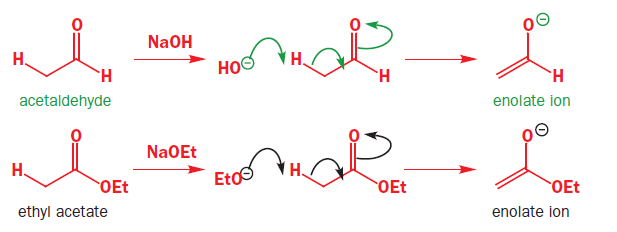 O NaOH O O⊖
H H HO⊖ H H H
acetaldehyde enolate ion
O NaOEt O O⊖
H OEt EtO⊖ H OEt OEt
ethyl acetate enolate ion